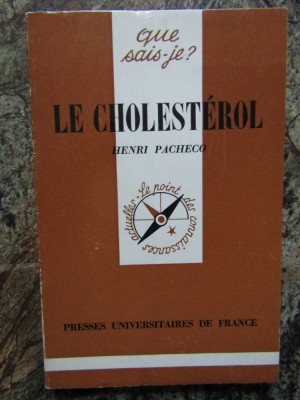 que
sais-je?
LE CHOLESTÉROL
HENRI PACHECO
Le point des connaissances actuelles
PRESSES UNIVERSITAIRES DE FRANCE